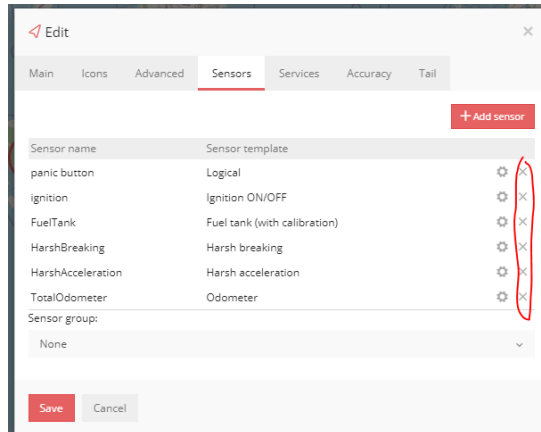 Edit
Main Icons Advanced Sensors Services Accuracy Tail
+ Add sensor
Sensor name Sensor template
panic button Logical
ignition Ignition ON/OFF
FuelTank Fuel tank (with calibration)
HarshBreaking Harsh breaking
HarshAcceleration Harsh acceleration
TotalOdometer Odometer
Sensor group:
None
Save Cancel